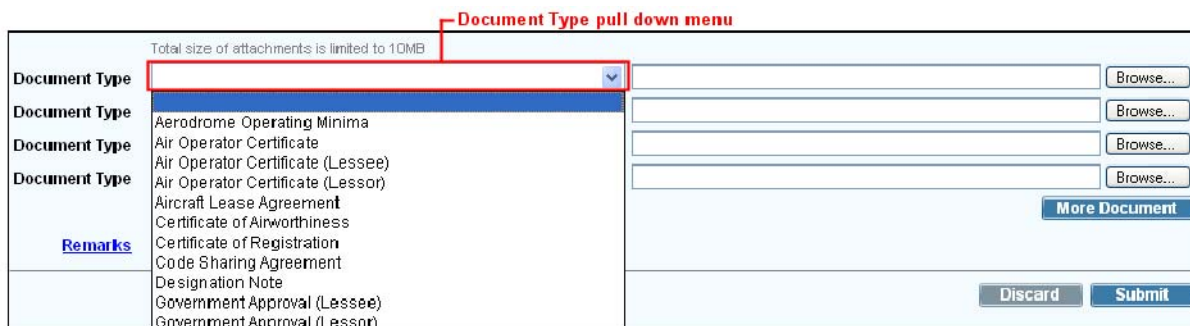 Document Type pull down menu
Total size of attachments is limited to 10MB
Document Type Browse...
Document Type Browse...
Aerodrome Operating Minima
Document Type Air Operator Certificate Browse...
Air Operator Certificate (Lessee)
Document Type Air Operator Certificate (Lessor) Browse...
Aircraft Lease Agreement More Document
Certificate of Airworthiness
Remarks Certificate of Registration
Code Sharing Agreement
Designation Note
Government Approval (Lessee) Discard Submit
Government Approval (Lessor)